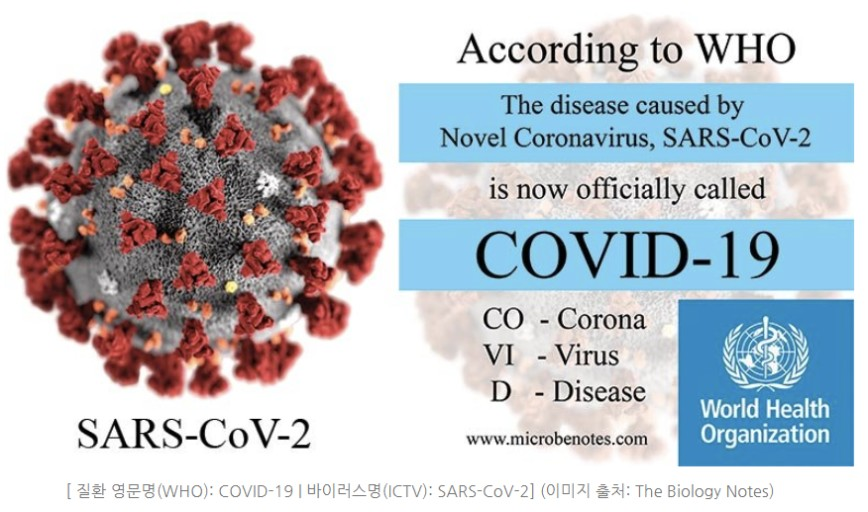 According to WHO
The disease caused by
Novel Coronavirus, SARS-CoV-2
is now officially called
COVID-19
CO - Corona
VI - Virus
D - Disease
www.microbenotes.com
World Health
Organization
SARS-CoV-2
[ 질환 영문명(WHO): COVID-19 | 바이러스명(ICTV): SARS-CoV-2] (이미지 출처: The Biology Notes)